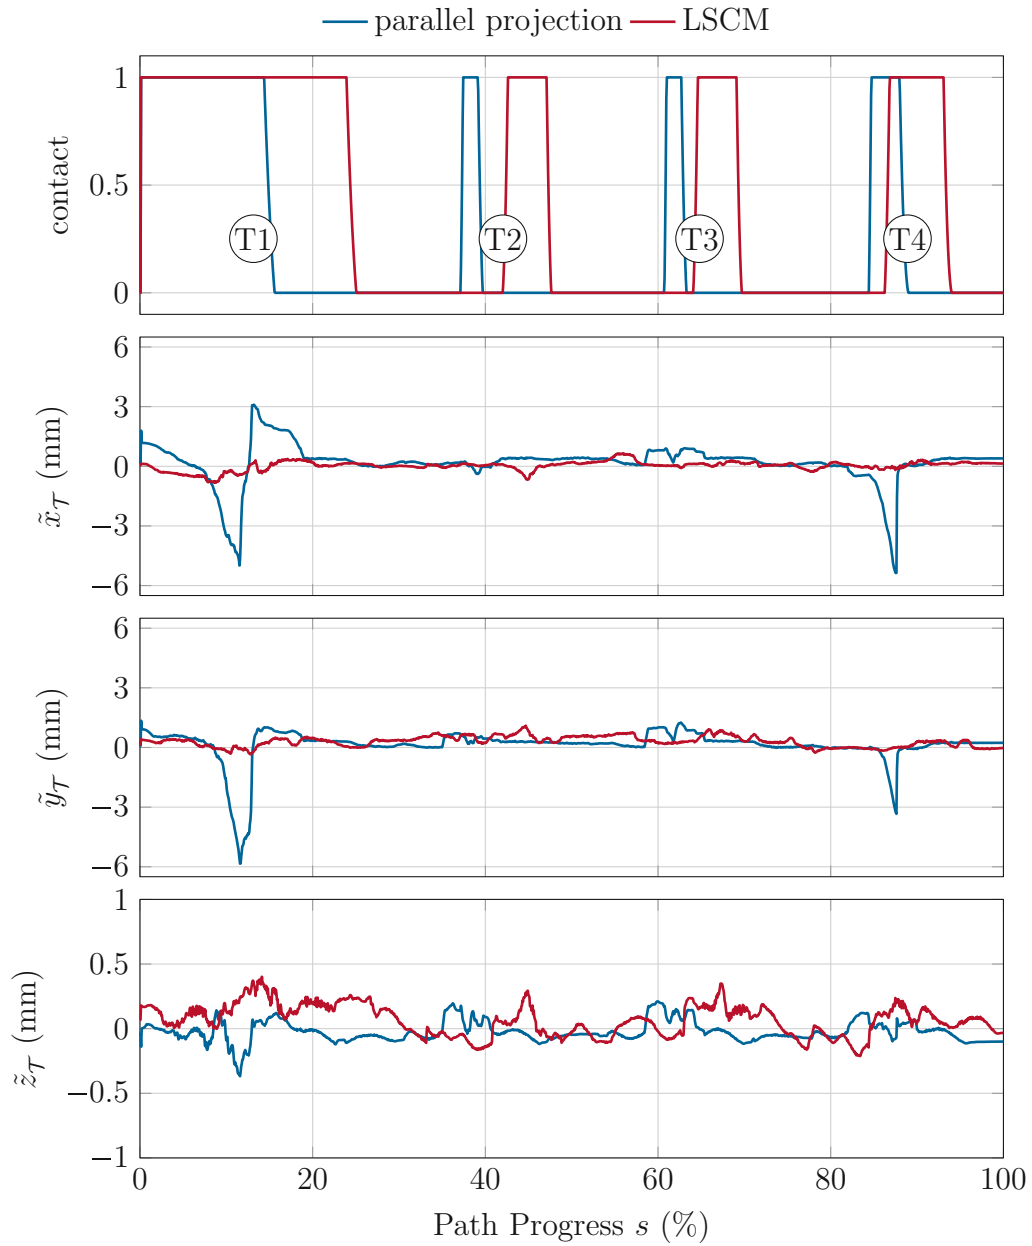 parallel projection LSCM
contact
1
0.5
0
T1 T2 T3 T4
x̃𝒯 (mm)
6
3
0
−3
−6
ỹ𝒯 (mm)
6
3
0
−3
−6
z̃𝒯 (mm)
1
0.5
0
−0.5
−1
0 20 40 60 80 100
Path Progress s (%)